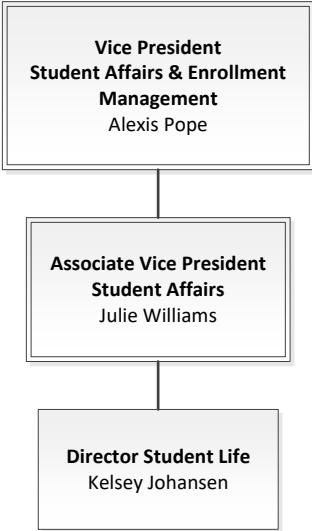 Vice President
Student Affairs & Enrollment
Management
Alexis Pope
Associate Vice President
Student Affairs
Julie Williams
Director Student Life
Kelsey Johansen